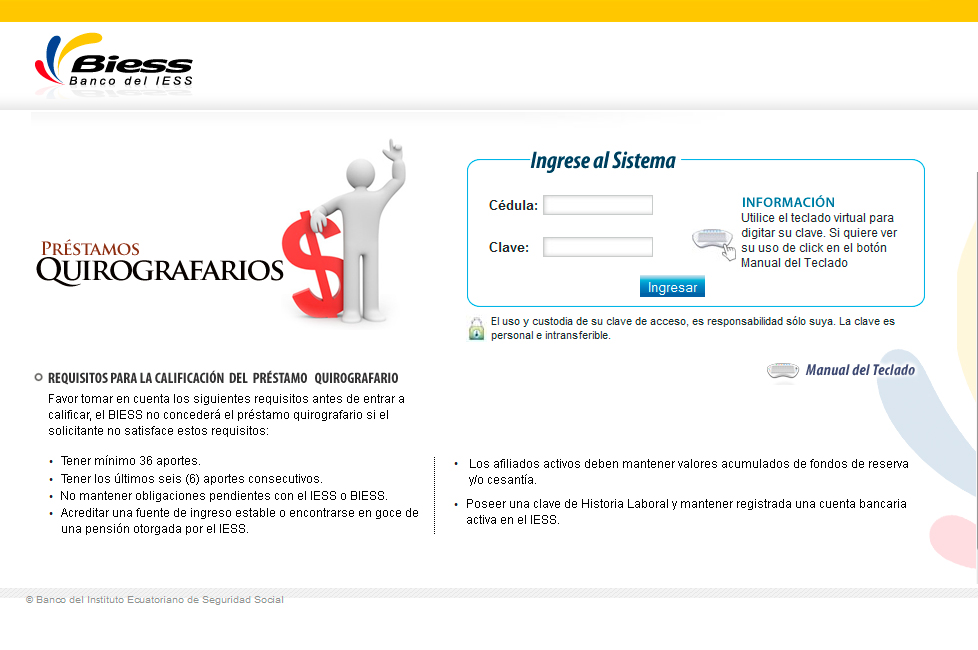 Biess
Banco del IESS
PRÉSTAMOS
QUIROGRAFARIOS
Ingrese al Sistema
Cédula:
Clave:
INFORMACIÓN
Utilice el teclado virtual para
digitar su clave. Si quiere ver
su uso de click en el botón
Manual del Teclado
Ingresar
El uso y custodia de su clave de acceso, es responsabilidad sólo suya. La clave es
personal e intransferible.
Manual del Teclado
REQUISITOS PARA LA CALIFICACIÓN DEL PRÉSTAMO QUIROGRAFARIO
Favor tomar en cuenta los siguientes requisitos antes de entrar a
calificar, el BIESS no concederá el préstamo quirografario si el
solicitante no satisface estos requisitos:
• Tener mínimo 36 aportes.
• Tener los últimos seis (6) aportes consecutivos.
• No mantener obligaciones pendientes con el IESS o BIESS.
• Acreditar una fuente de ingreso estable o encontrarse en goce de
una pensión otorgada por el IESS.
• Los afiliados activos deben mantener valores acumulados de fondos de reserva
y/o cesantía.
• Poseer una clave de Historia Laboral y mantener registrada una cuenta bancaria
activa en el IESS.
© Banco del Instituto Ecuatoriano de Seguridad Social